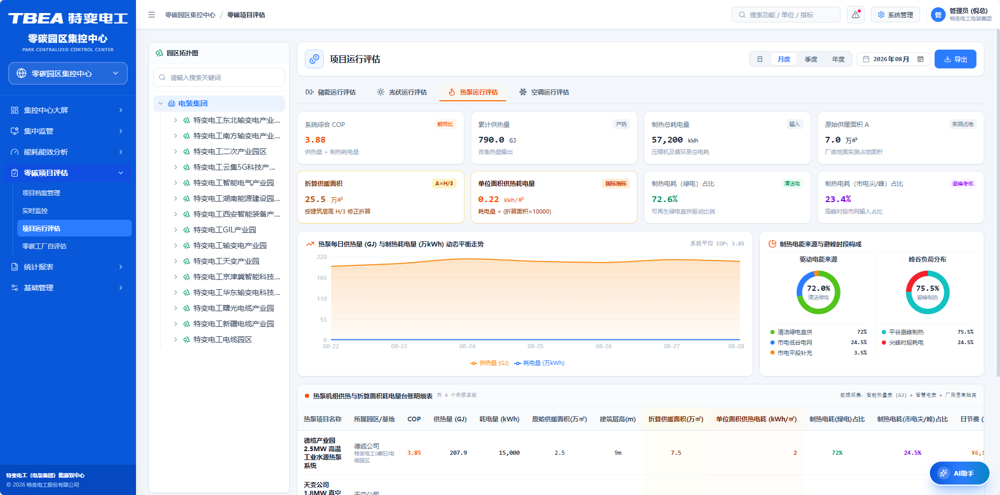 TBEA 特变电工
零碳园区集控中心
PARK CENTRALIZED CONTROL CENTER
零碳园区集控中心
集控中心大屏
集中监管
能耗能效分析
零碳项目评估
项目档案管理
实时监控
项目运行评估
零碳工厂自评估
统计报表
基础管理
特变电工（电装集团）能源双中心
© 2026 特变电工股份有限公司
零碳园区集控中心 / 零碳项目评估
搜索功能 / 单位 / 指标
系统管理
管
管理员 (倪总)
特变电工电装集团
园区拓扑图
请输入搜索关键词
电装集团
特变电工东北输变电产业...
特变电工南方输变电产业...
特变电工二次产业园区
特变电工云集5G科技产...
特变电工智能电气产业园
特变电工湖南能源建设园...
特变电工西安智能装备产...
特变电工GIL产业园
特变电工输变电产业园
特变电工天变产业园
特变电工京津冀智能科技...
特变电工华东输变电科技...
特变电工曙光电缆产业园
特变电工新疆电缆产业园
特变电工电缆园区
项目运行评估
日 月度 季度 年度
2026年08月
导出
储能运行评估 光伏运行评估 热泵运行评估 空调运行评估
系统综合 COP 能效比
3.88
供热量 ÷ 制热耗电量
累计供热量 产热
790.0 GJ
吉焦热量输出
制热总耗电量 输入
57,200 kWh
压缩机及循环泵总电耗
原始供暖面积 A 实测占地
7.0 万㎡
厂房地面实测占地面积
折算供暖面积 A×H/3
25.5 万㎡
按建筑层高 H/3 修正折算
单位面积供热耗电量 国标指标
0.22 kWh/㎡
耗电量 ÷ (折算面积×10000)
制热电耗（绿电）占比 清洁电
72.6%
可再生绿电直供驱动比例
制热电耗（市电尖/峰）占比 避峰考核
23.4%
高峰时段市网输入占比
热泵每日供热量 (GJ) 与制热耗电量 (万kWh) 动态平衡走势
系统平均 COP: 3.85
220
165
110
55
0
08-22 08-23 08-24 08-25 08-26 08-27 08-28
供热量 (GJ) 耗电量 (万kWh)
制热电能来源与避峰时段构成
驱动电能来源
72.0%
清洁绿电
清洁绿电直供 72%
市电低谷电网 24.5%
市电平段补充 3.5%
峰谷负荷分布
75.5%
避峰制热
平谷避峰制热 75.5%
尖峰时段耗电 24.5%
热泵机组供热与折算面积耗电量台账明细表 共 4 个热泵系统
数据采集：智能热量表 (GJ) + 智慧电表 + 厂房层高档案
热泵项目名称 所属园区/基地 COP 供热量 (GJ) 耗电量 (kWh) 原始供暖面积(万㎡) 建筑层高(m) 折算供暖面积(万㎡) 单位面积供热电耗 (kWh/㎡) 制热电耗(绿电)占比 制热电耗(市电尖/峰)占比 日节费 (
德缆产业园
2.5MW 高温
工业水源热泵
系统
德缆公司
特变电工(德阳)电
缆园区
3.85 207.9 15,000 2.5 9m 7.5 2 72% 24.5% ¥6,1
天变公司
1.8MW 真空
天变公司
AI助手